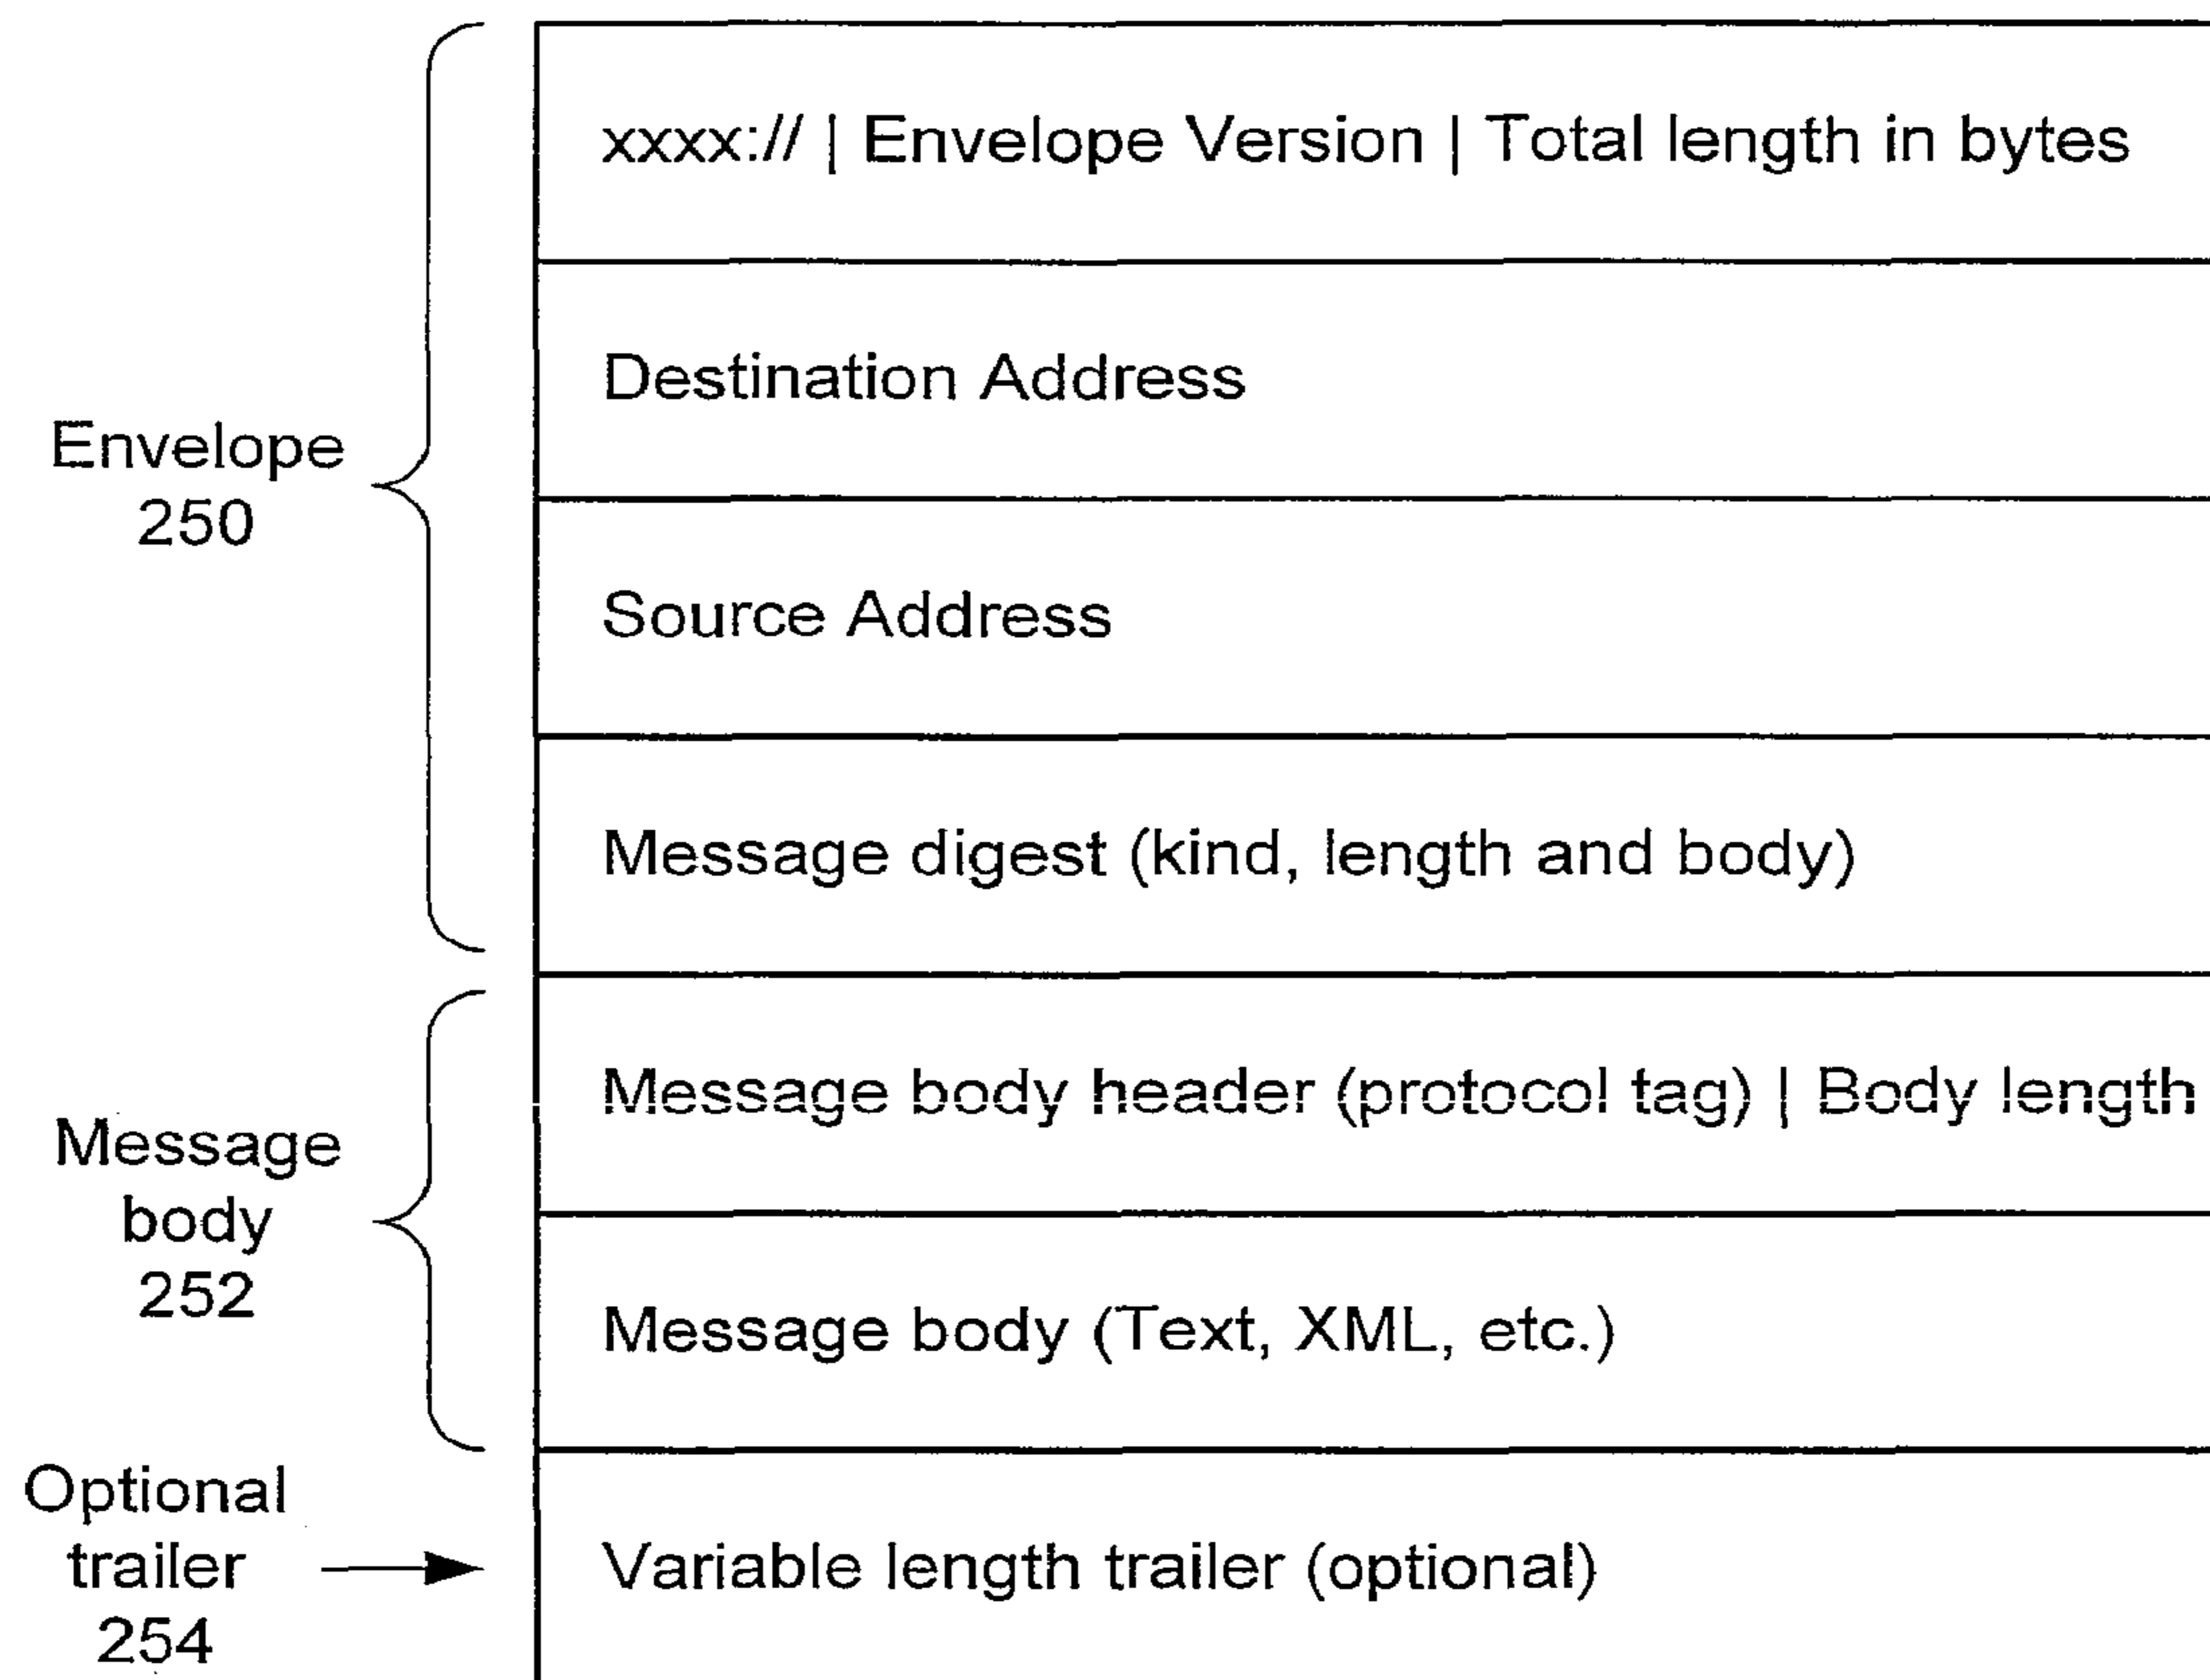 xxxx:// | Envelope Version | Total length in bytes
Destination Address
Envelope
250
Source Address
Message digest (kind, length and body)
Message body header (protocol tag) | Body length
Message
body
252
Message body (Text, XML, etc.)
Optional
trailer
254
Variable length trailer (optional)